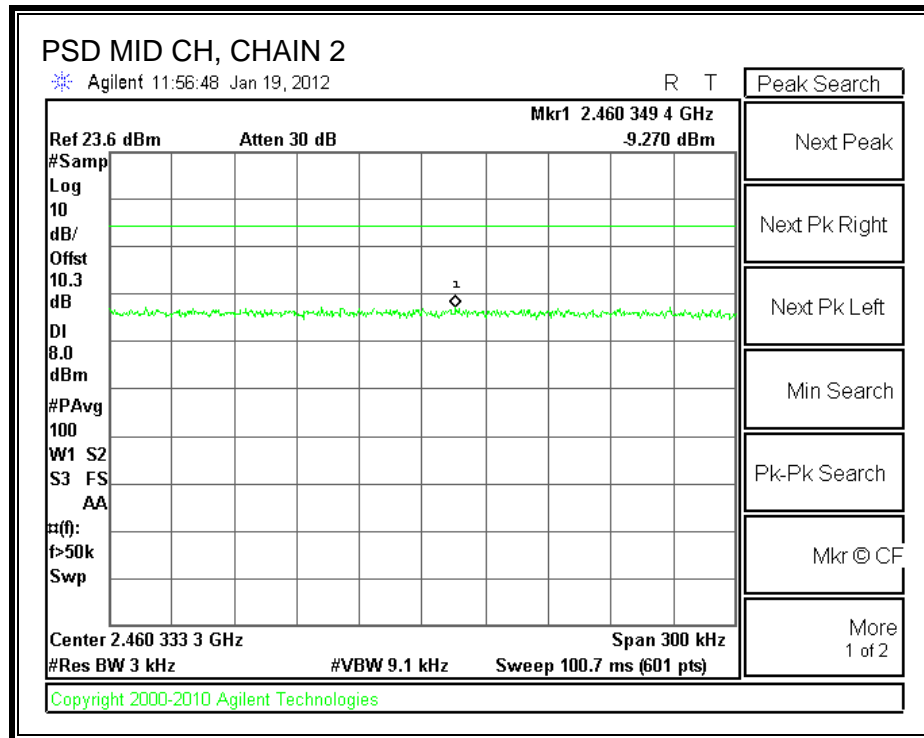 PSD MID CH, CHAIN 2
Agilent 11:56:48 Jan 19, 2012 R T
Mkr1 2.460 349 4 GHz
Ref 23.6 dBm Atten 30 dB -9.270 dBm
#Samp
Log
10
dB/
Offst
10.3
dB
DI
8.0
dBm
#PAvg
100
W1 S2
S3 FS
AA
¤(f):
f>50k
Swp
1
Center 2.460 333 3 GHz Span 300 kHz
#Res BW 3 kHz #VBW 9.1 kHz Sweep 100.7 ms (601 pts)
Copyright 2000-2010 Agilent Technologies
Peak Search
Next Peak
Next Pk Right
Next Pk Left
Min Search
Pk-Pk Search
Mkr © CF
More
1 of 2